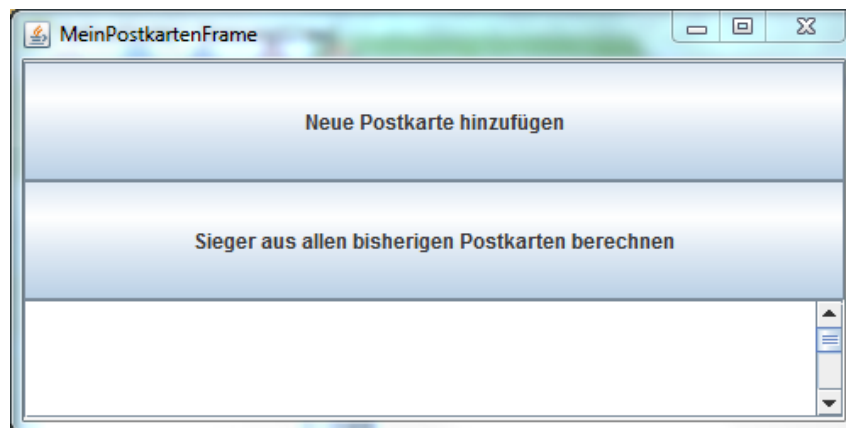 MeinPostkartenFrame
Neue Postkarte hinzufügen
Sieger aus allen bisherigen Postkarten berechnen